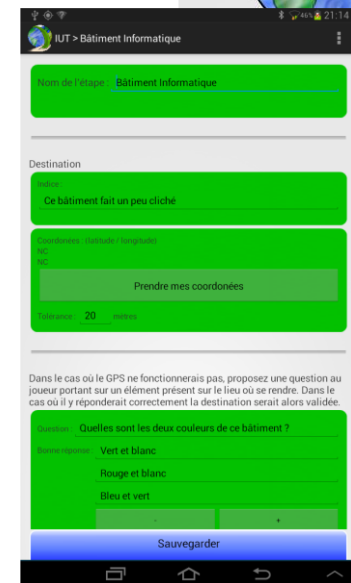 46% 21:14
IUT > Bâtiment Informatique
Nom de l'étape : Bâtiment Informatique
Destination
Indice :
Ce bâtiment fait un peu cliché
Coordonées : (latitude / longitude)
NC
NC
Prendre mes coordonées
Tolérance : 20 mètres
Dans le cas où le GPS ne fonctionnerais pas, proposez une question au
joueur portant sur un élément présent sur le lieu où se rendre. Dans le
cas où il y réponderait correctement la destination serait alors validée.
Question : Quelles sont les deux couleurs de ce bâtiment ?
Bonne réponse : Vert et blanc
Rouge et blanc
Bleu et vert
- +
Sauvegarder